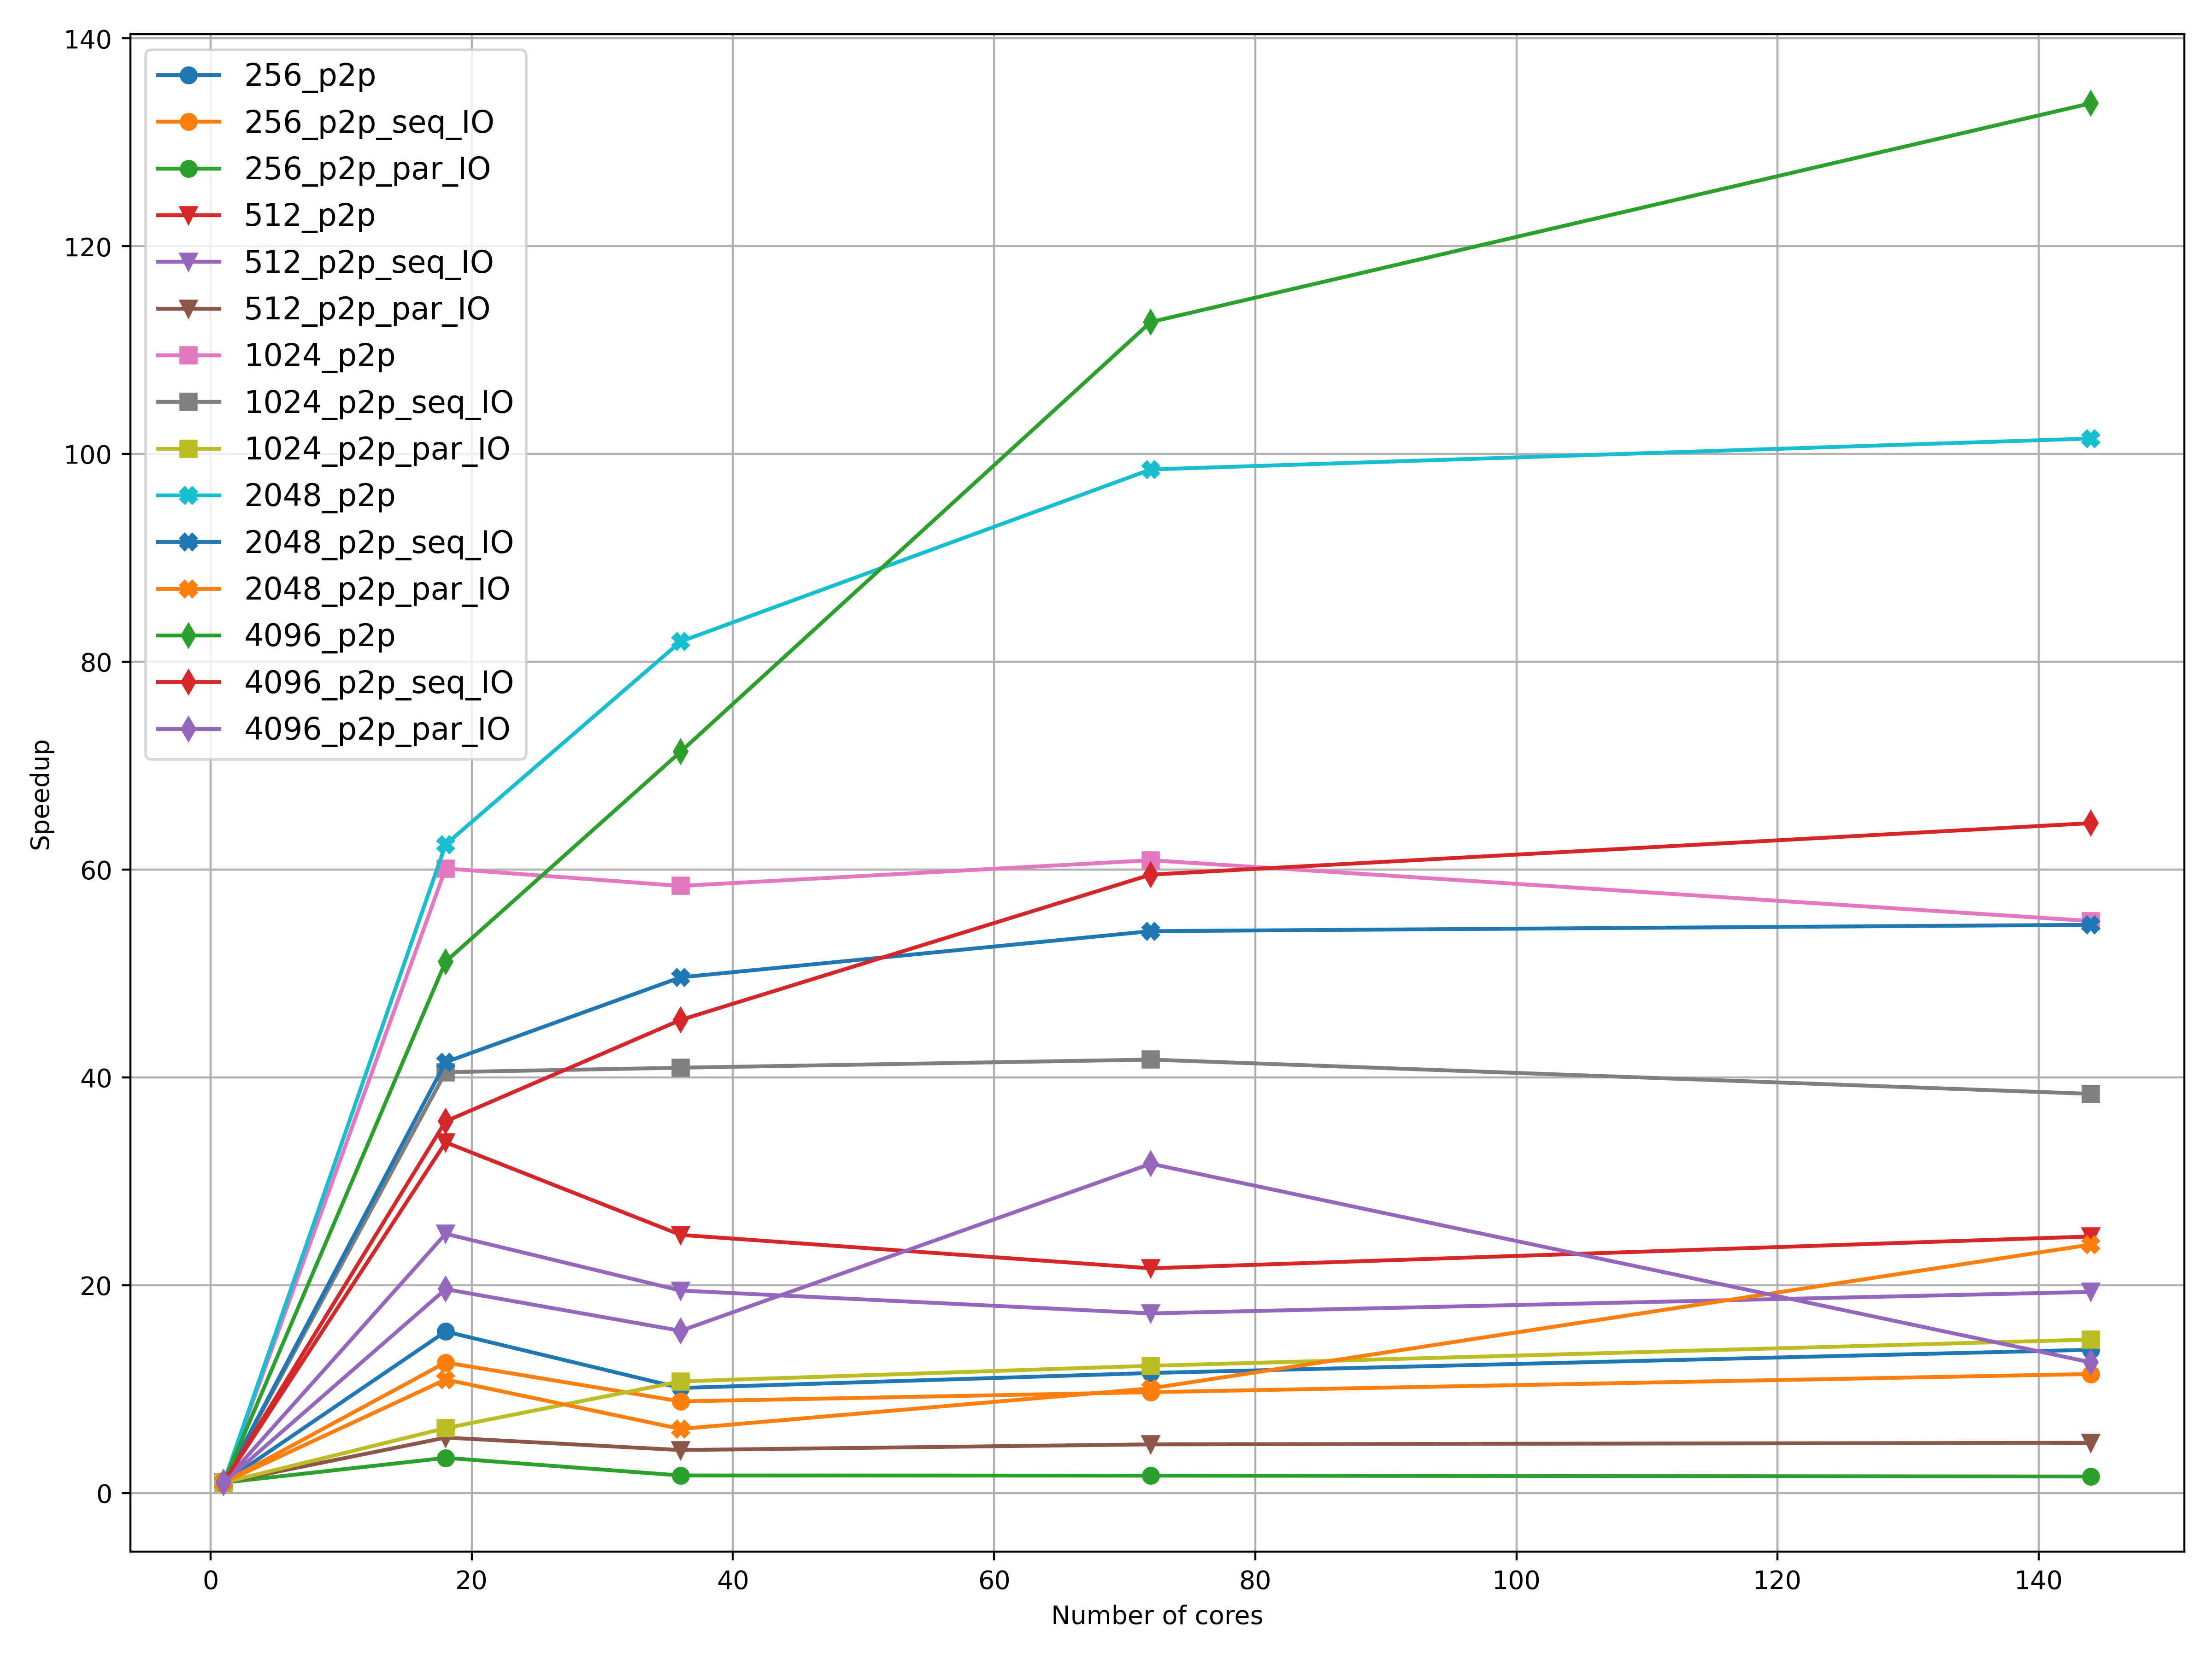 140
120
100
80
60
40
20
0
Speedup
256_p2p
256_p2p_seq_IO
256_p2p_par_IO
512_p2p
512_p2p_seq_IO
512_p2p_par_IO
1024_p2p
1024_p2p_seq_IO
1024_p2p_par_IO
2048_p2p
2048_p2p_seq_IO
2048_p2p_par_IO
4096_p2p
4096_p2p_seq_IO
4096_p2p_par_IO
0 20 40 60 80 100 120 140
Number of cores